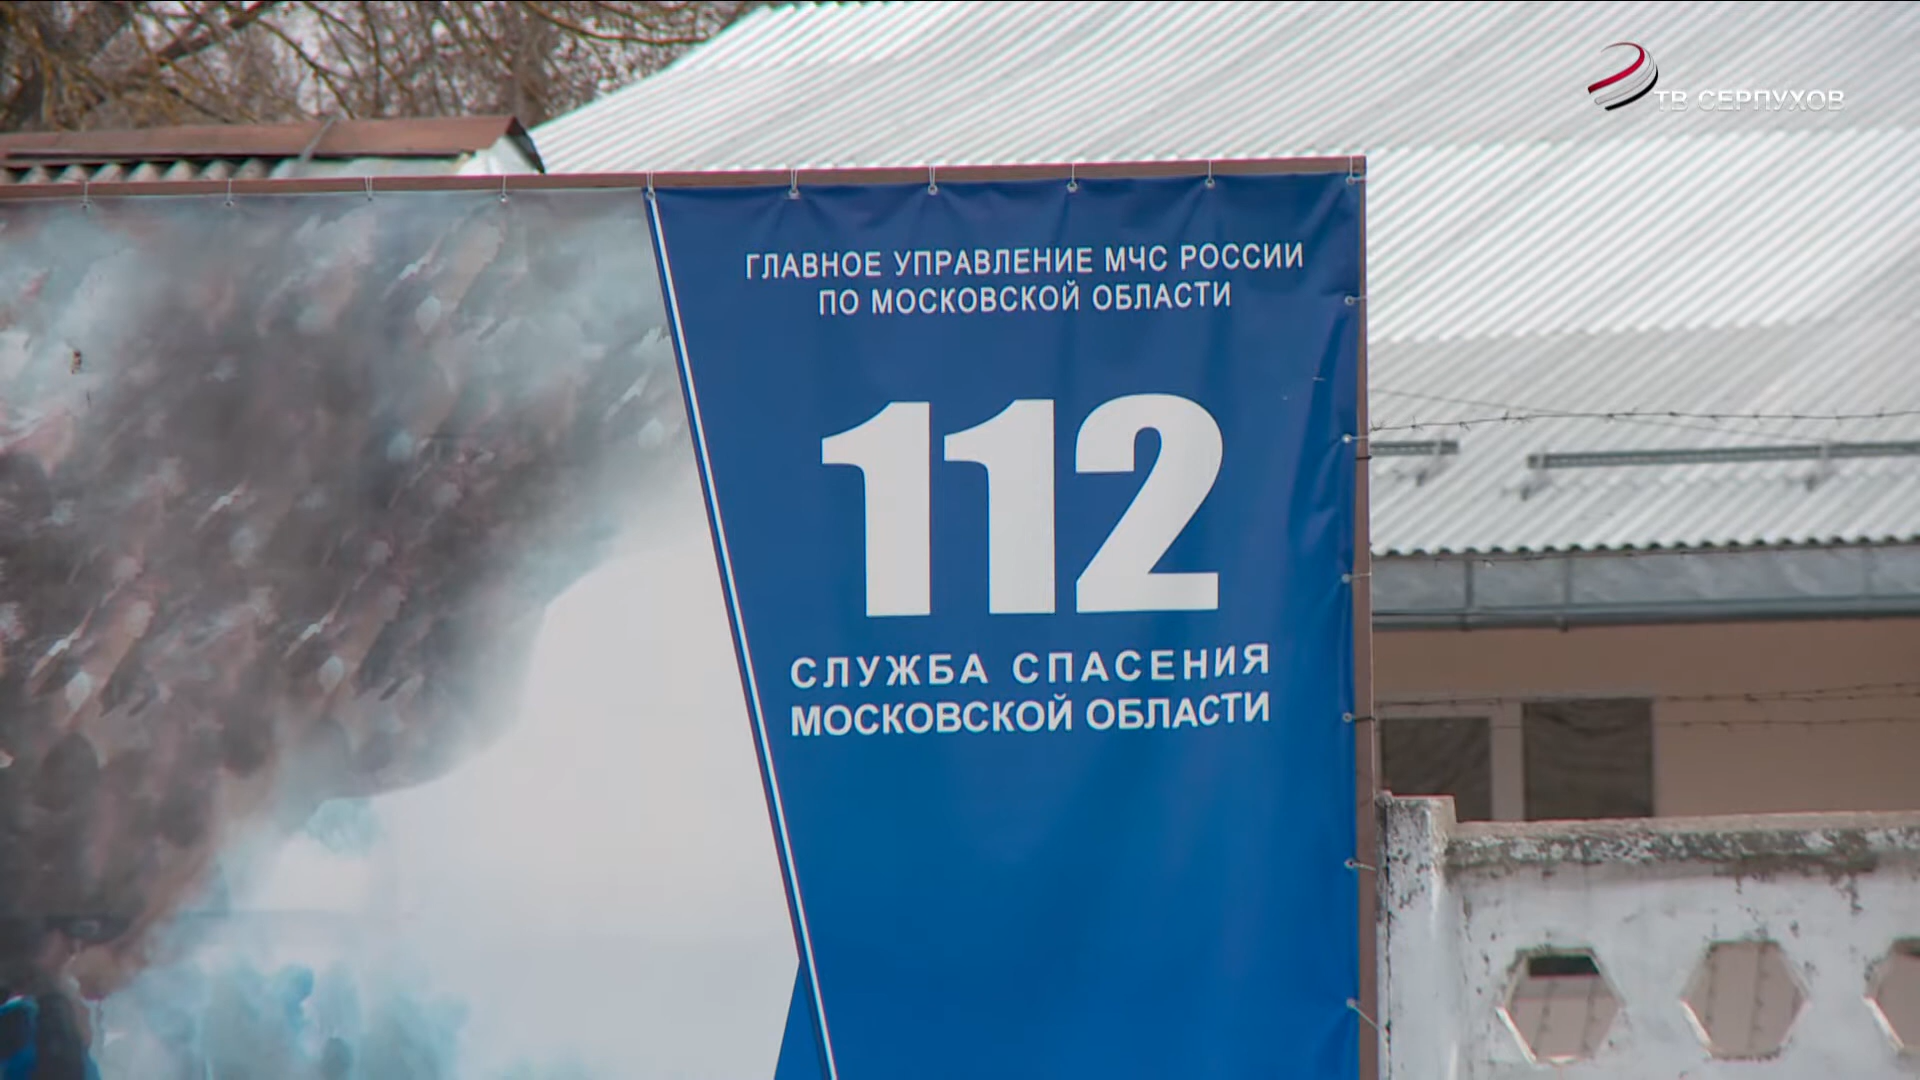 ТВ СЕРПУХОВ
ГЛАВНОЕ УПРАВЛЕНИЕ МЧС РОССИИ
ПО МОСКОВСКОЙ ОБЛАСТИ
112
СЛУЖБА СПАСЕНИЯ
МОСКОВСКОЙ ОБЛАСТИ